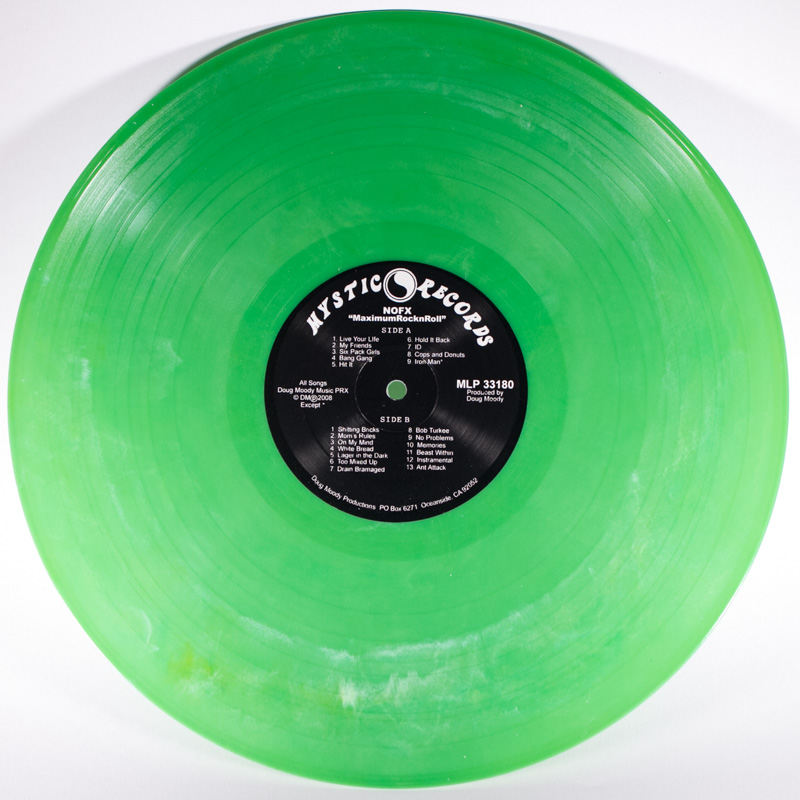 MYSTIC RECORDS
NOFX
"MaximumRocknRoll"
SIDE A
1. Live Your Life
2 My Friends
3. Six Pack Girls
4 Bang Gang
5. Hit It
6. Hold It Back
7 ID
8 Cops and Donuts
9 Iron Man*
All Songs
Doug Moody Music PRX
© DM℗2008
Except *
MLP 33180
Produced by
Doug Moody
SIDE B
1 Shitting Bricks
2 Mom's Rules
3 On My Mind
4 White Bread
5 Lager in the Dark
6 Too Mixed Up
7 Drain Bramaged
8 Bob Turkee
9 No Problems
10 Memories
11 Beast Within
12 Instramental
13 Ant Attack
Doug Moody Productions PO Box 6271 Oceanside, CA 92052